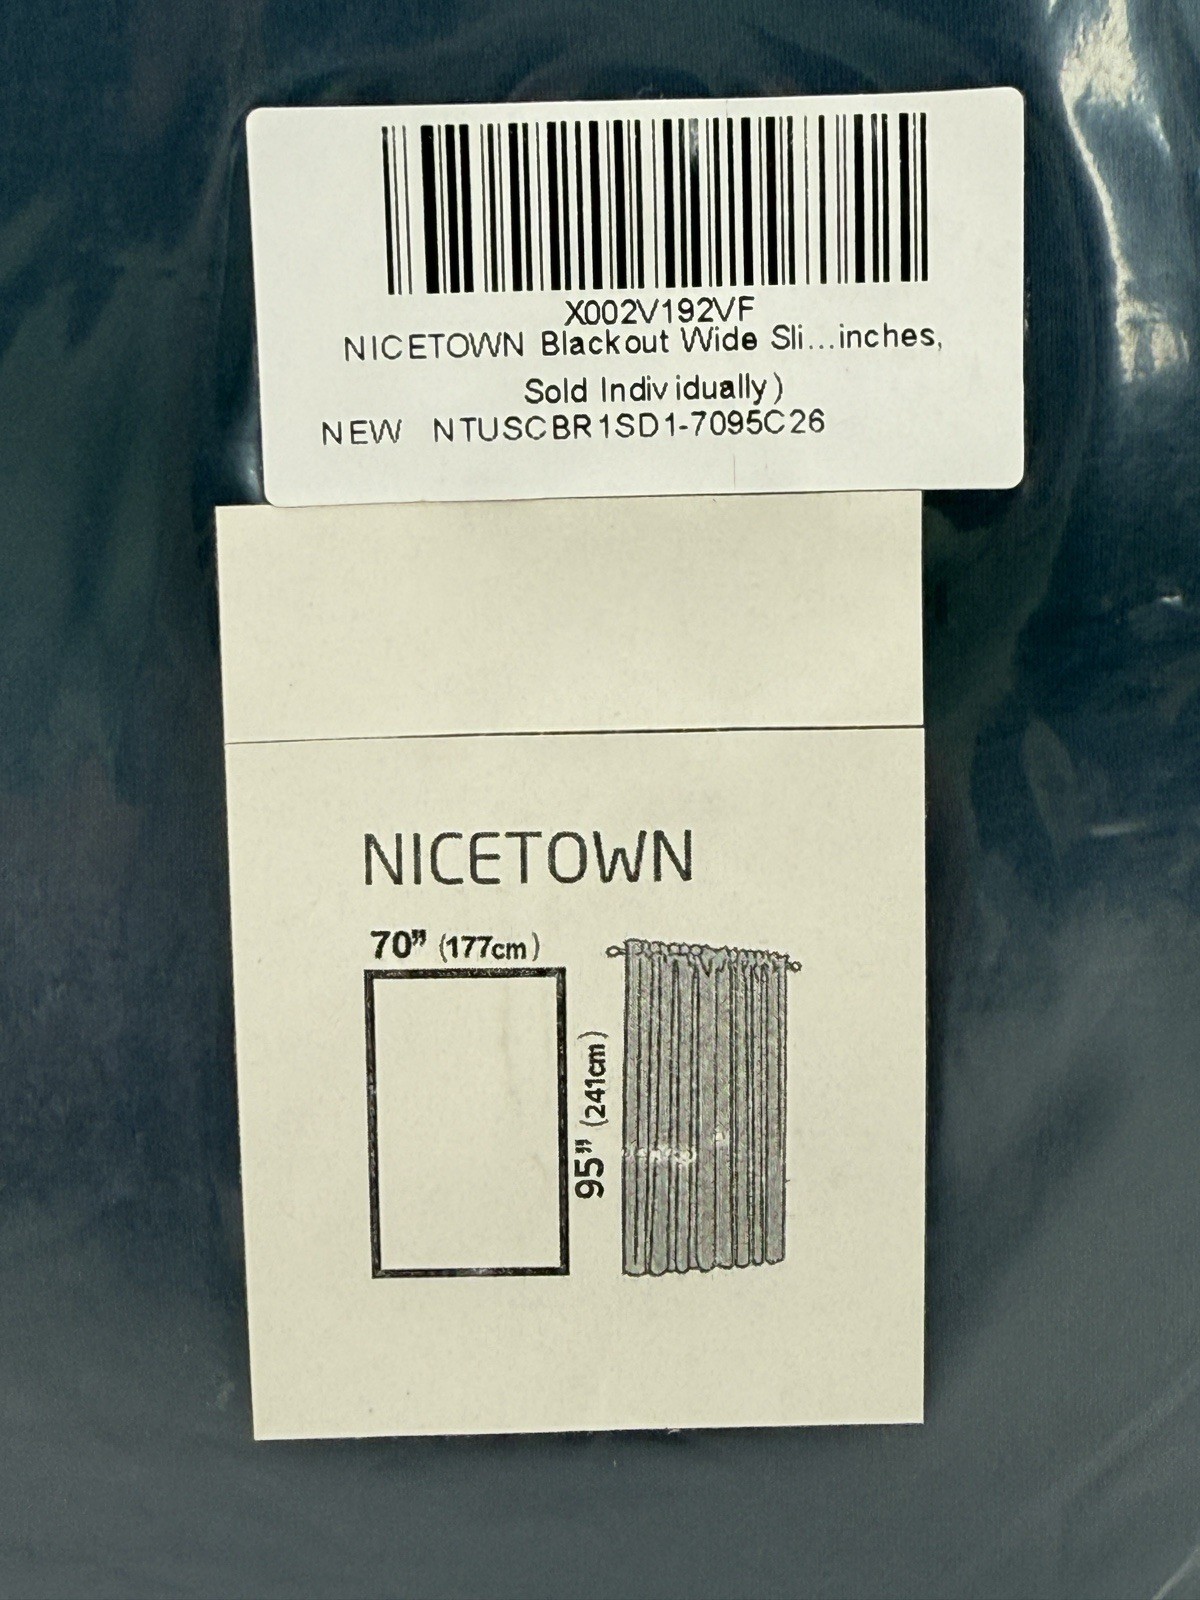 X002V192VF
NICETOWN Blackout Wide Sli...inches,
Sold Individually)
NEW NTUSCBR1SD1-7095C26
NICETOWN
70” (177cm)
95” (241cm)